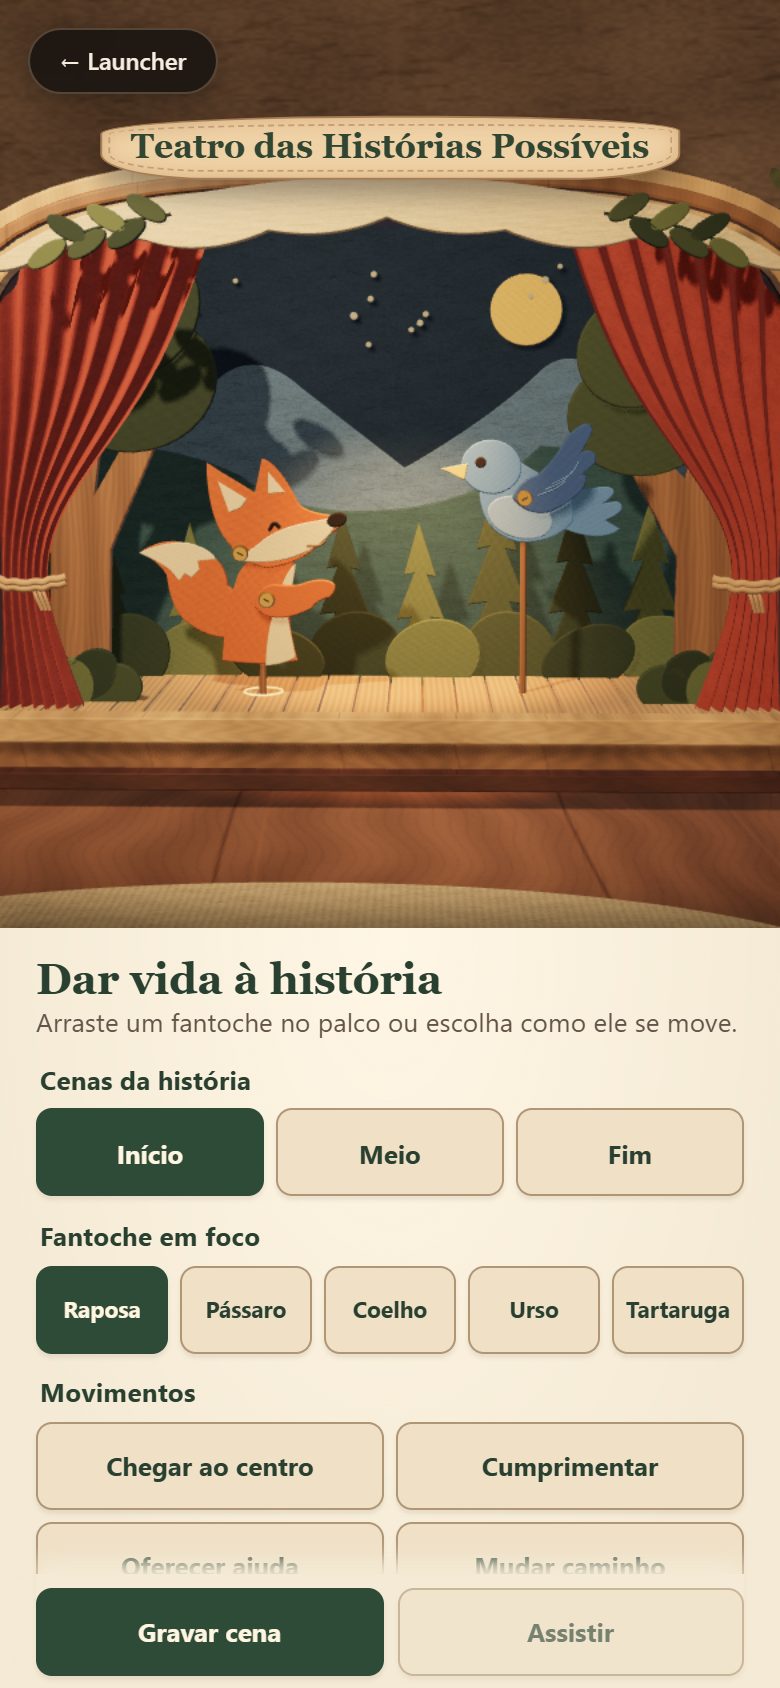 ← Launcher
Teatro das Histórias Possíveis
Dar vida à história
Arraste um fantoche no palco ou escolha como ele se move.
Cenas da história
Início Meio Fim
Fantoche em foco
Raposa Pássaro Coelho Urso Tartaruga
Movimentos
Chegar ao centro Cumprimentar
Oferecer ajuda Mudar caminho
Gravar cena Assistir